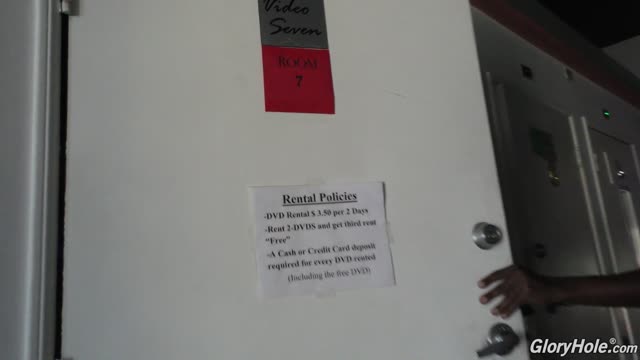 Video
Seven
ROOM
7
Rental Policies
-DVD Rental $ 3.50 per 2 Days
-Rent 2-DVDS and get third rent
"Free"
-A Cash or Credit Card deposit
required for every DVD rented
(Including the free DVD)
GloryHole.com